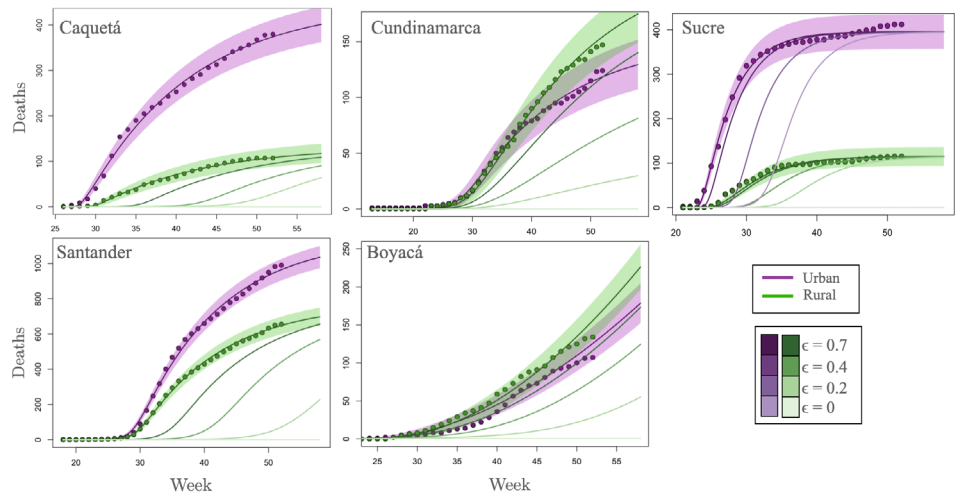 Caquetá
Cundinamarca
Sucre
Deaths
400
300
200
100
0
25 30 35 40 45 50 55
150
100
50
0
20 30 40 50
400
300
200
100
0
20 30 40 50
Santander
Boyacá
Deaths
1000
800
600
400
200
0
20 30 40 50
250
200
150
100
50
0
25 30 35 40 45 50 55
Week
Week
Urban
Rural
ϵ = 0.7
ϵ = 0.4
ϵ = 0.2
ϵ = 0